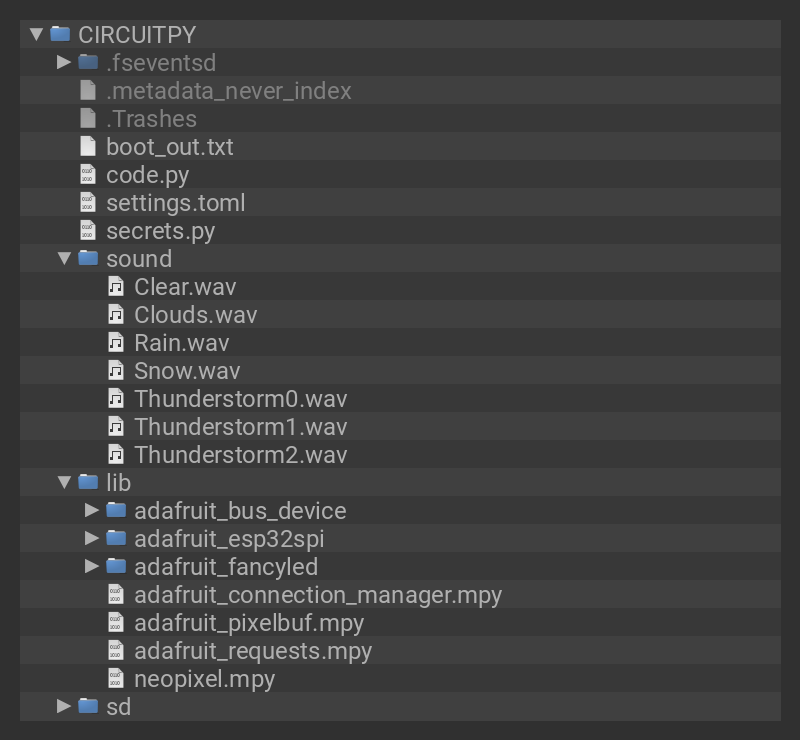 CIRCUITPY
.fseventsd
.metadata_never_index
.Trashes
boot_out.txt
code.py
settings.toml
secrets.py
sound
Clear.wav
Clouds.wav
Rain.wav
Snow.wav
Thunderstorm0.wav
Thunderstorm1.wav
Thunderstorm2.wav
lib
adafruit_bus_device
adafruit_esp32spi
adafruit_fancyled
adafruit_connection_manager.mpy
adafruit_pixelbuf.mpy
adafruit_requests.mpy
neopixel.mpy
sd